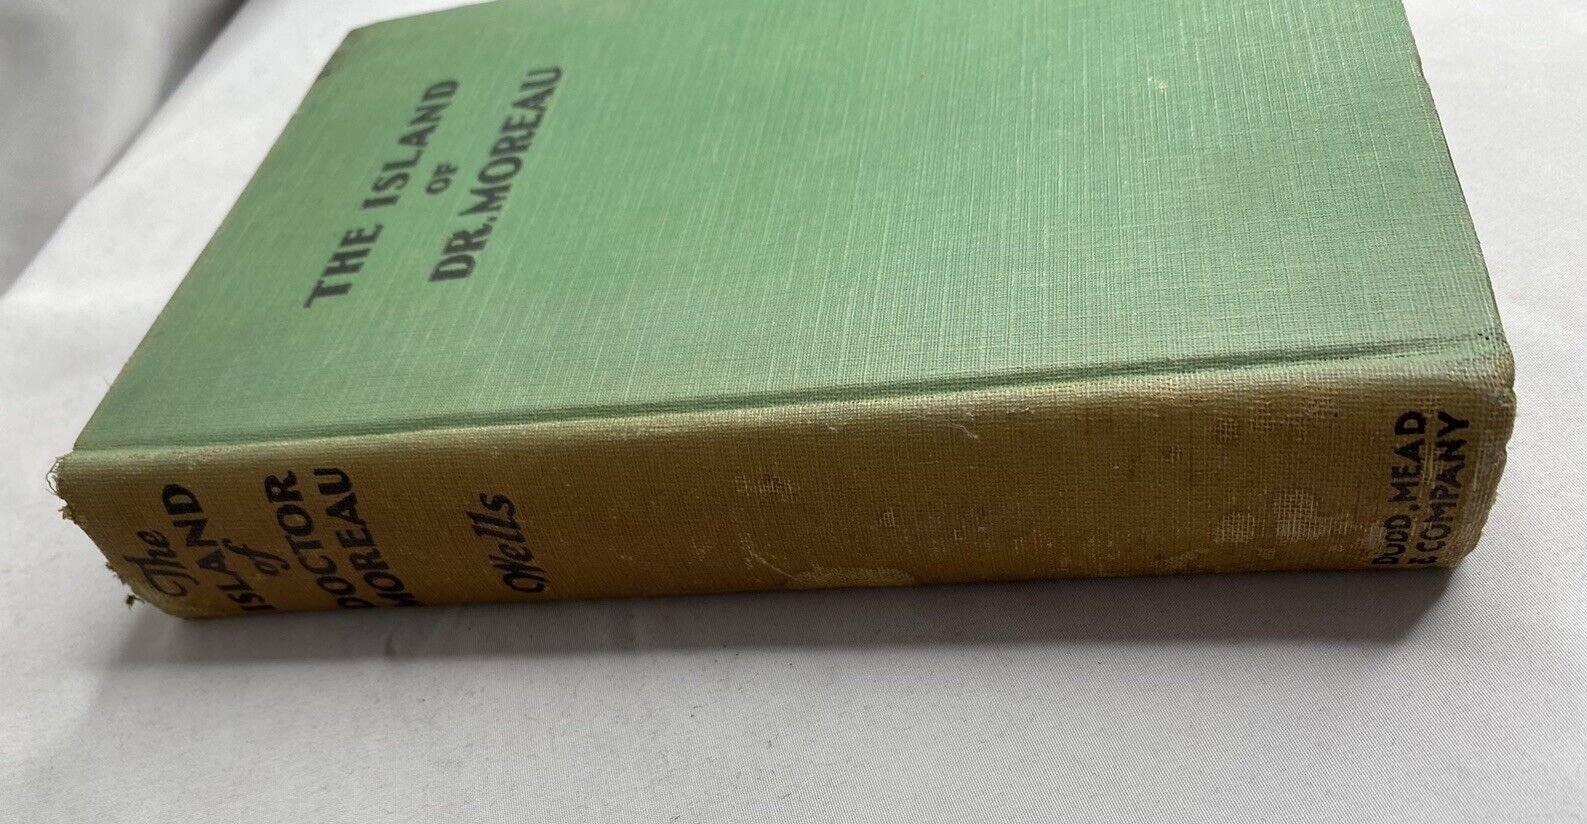 THE ISLAND
OF
DR. MOREAU
The
ISLAND
of
DOCTOR
MOREAU
Wells
DODD, MEAD
& COMPANY